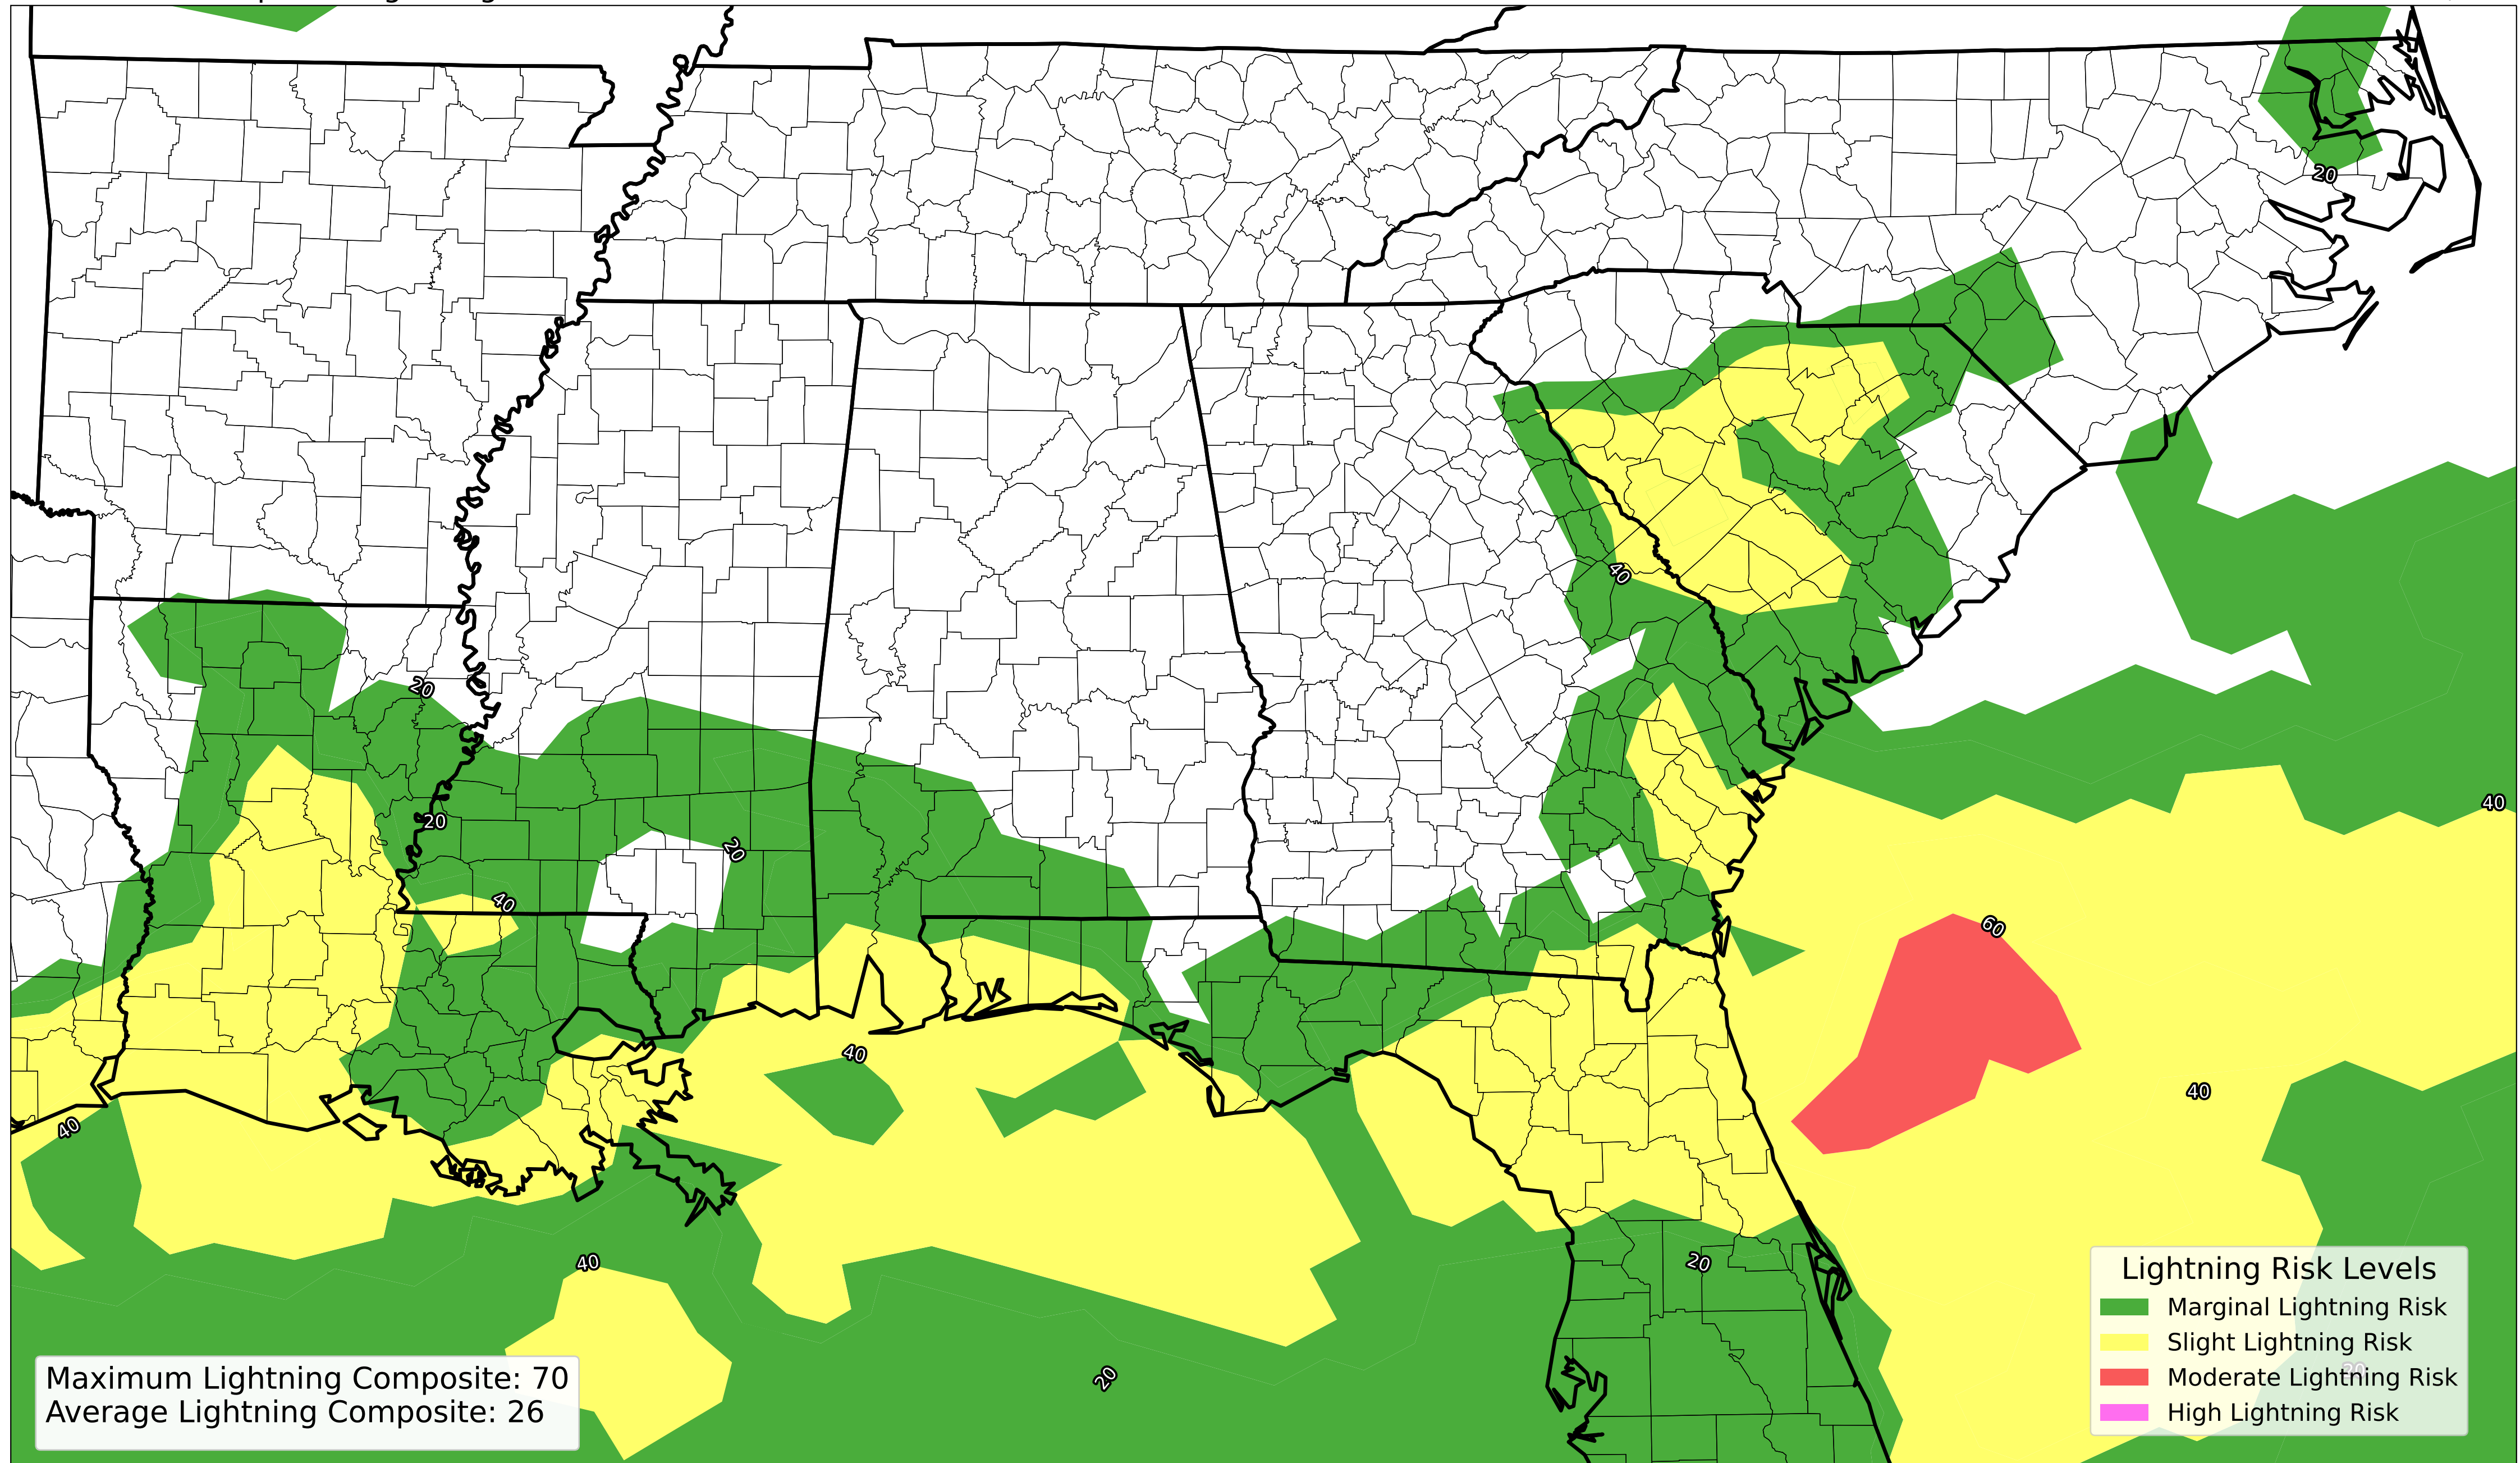 20
40
20
20
20
40
40
60
40
40
40
40
20
20
20
Lightning Risk Levels
Marginal Lightning Risk
Slight Lightning Risk
Moderate Lightning Risk
High Lightning Risk
Maximum Lightning Composite: 70
Average Lightning Composite: 26